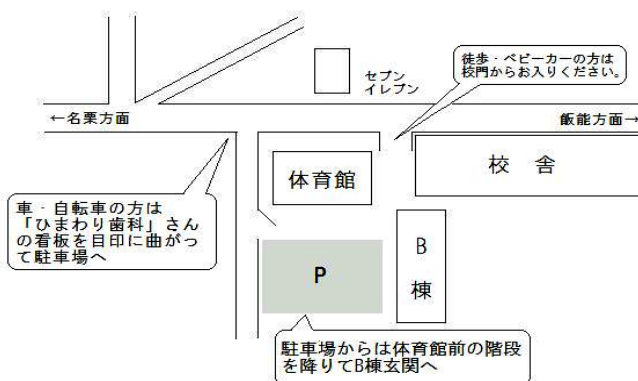 徒歩・ベビーカーの方は
校門からお入りください。
セブン
イレブン
←名栗方面
飯能方面→
体育館
校 舎
車・自転車の方は
「ひまわり歯科」さん
の看板を目印に曲がっ
て駐車場へ
B
棟
P
駐車場からは体育館前の階段
を降りてB棟玄関へ